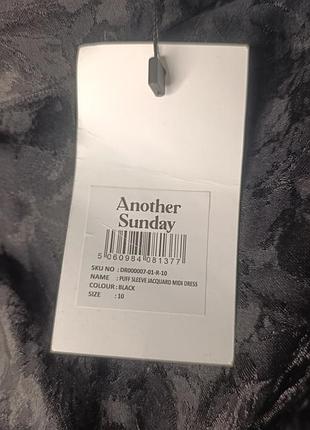 Another
Sunday
5 060984 081377
SKU NO : DR000007-01-R-10
NAME : PUFF SLEEVE JACQUARD MIDI DRESS
COLOUR : BLACK
SIZE : 10